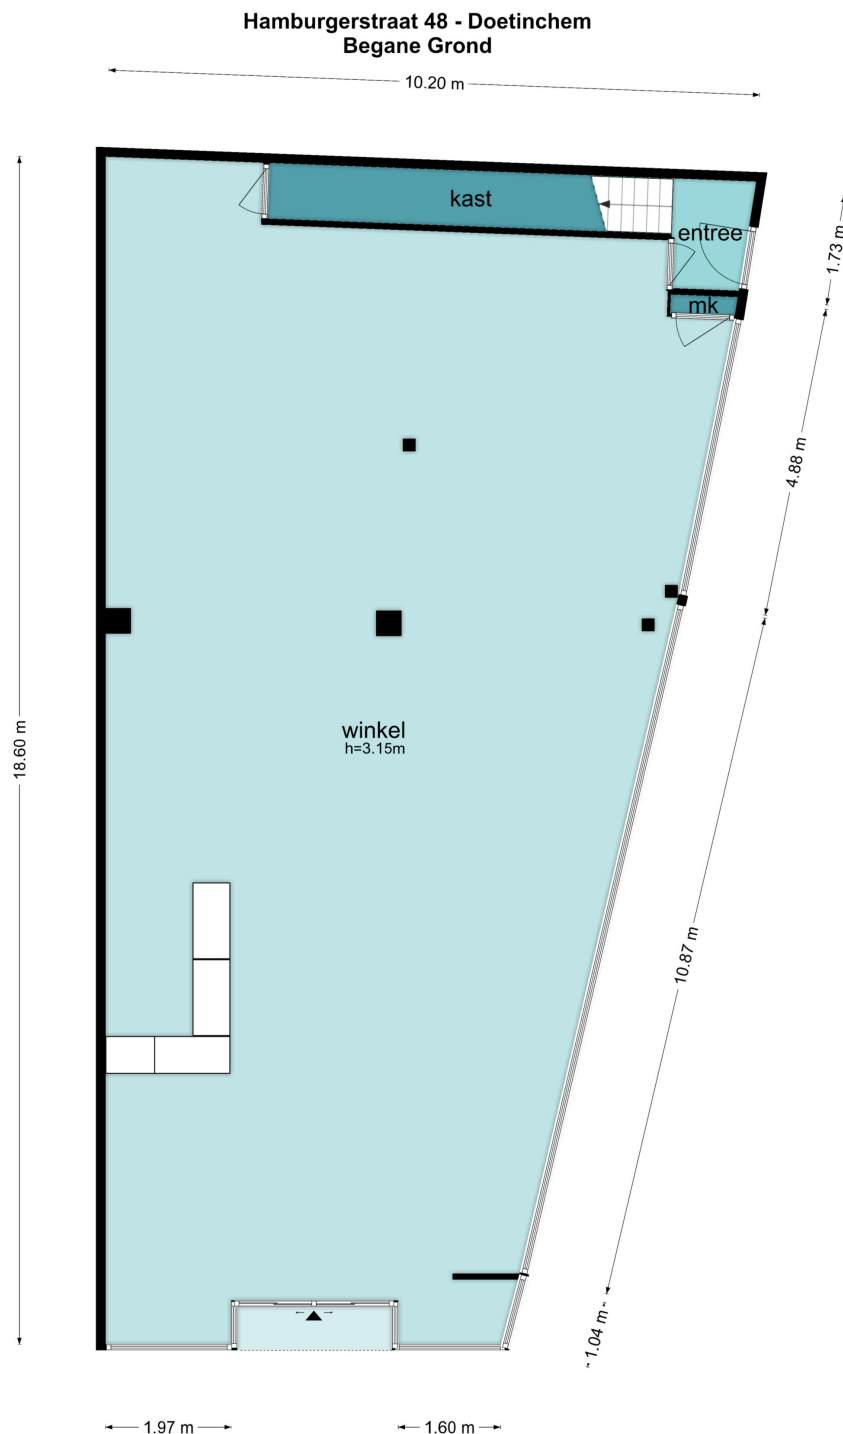 Hamburgerstraat 48 - Doetinchem
Begane Grond
10.20 m
kast
entree
1.73 m
mk
4.88 m
winkel
h=3.15m
18.60 m
10.87 m
1.04 m
1.97 m
1.60 m